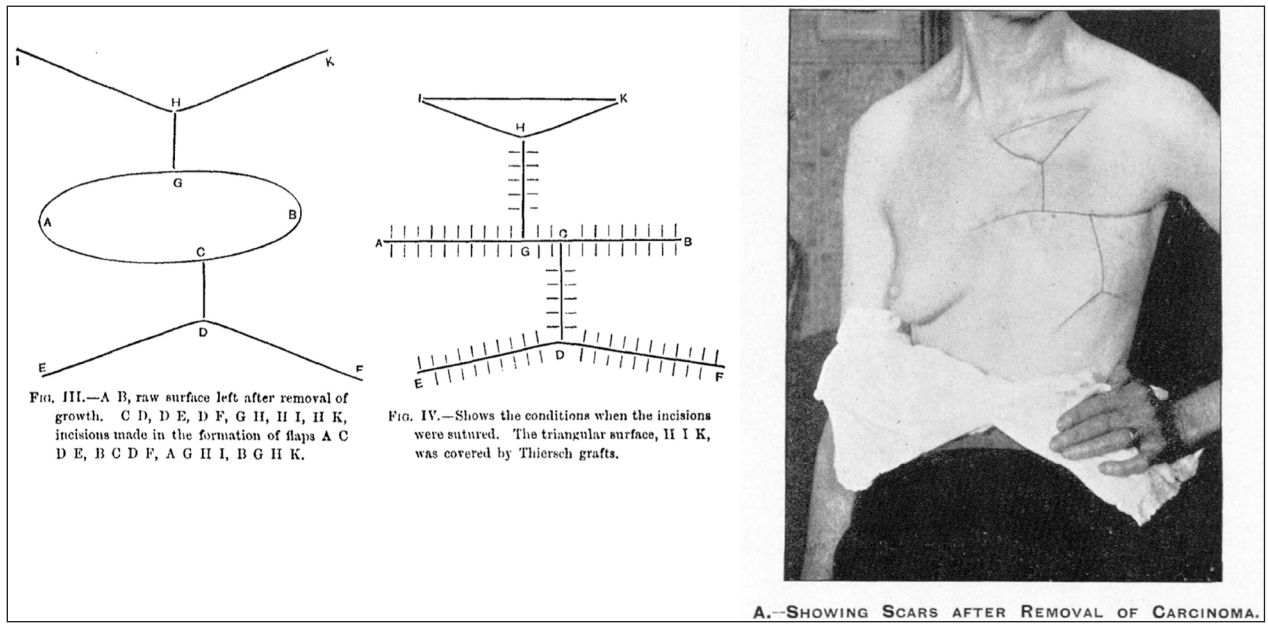 I
K
H
G
A
B
C
D
E
F
FIG. III.—A B, raw surface left after removal of
growth. C D, D E, D F, G H, H I, H K,
incisions made in the formation of flaps A C
D E, B C D F, A G H I, B G H K.
I
K
H
A
G
C
B
D
E
F
FIG. IV.—Shows the conditions when the incisions
were sutured. The triangular surface, H I K,
was covered by Thiersch grafts.
A.—SHOWING SCARS AFTER REMOVAL OF CARCINOMA.